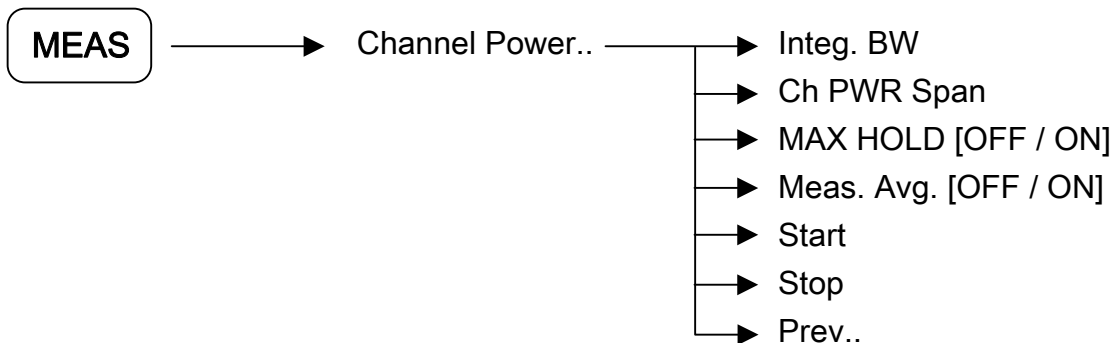 MEAS
Channel Power..
Integ. BW
Ch PWR Span
MAX HOLD [OFF / ON]
Meas. Avg. [OFF / ON]
Start
Stop
Prev..